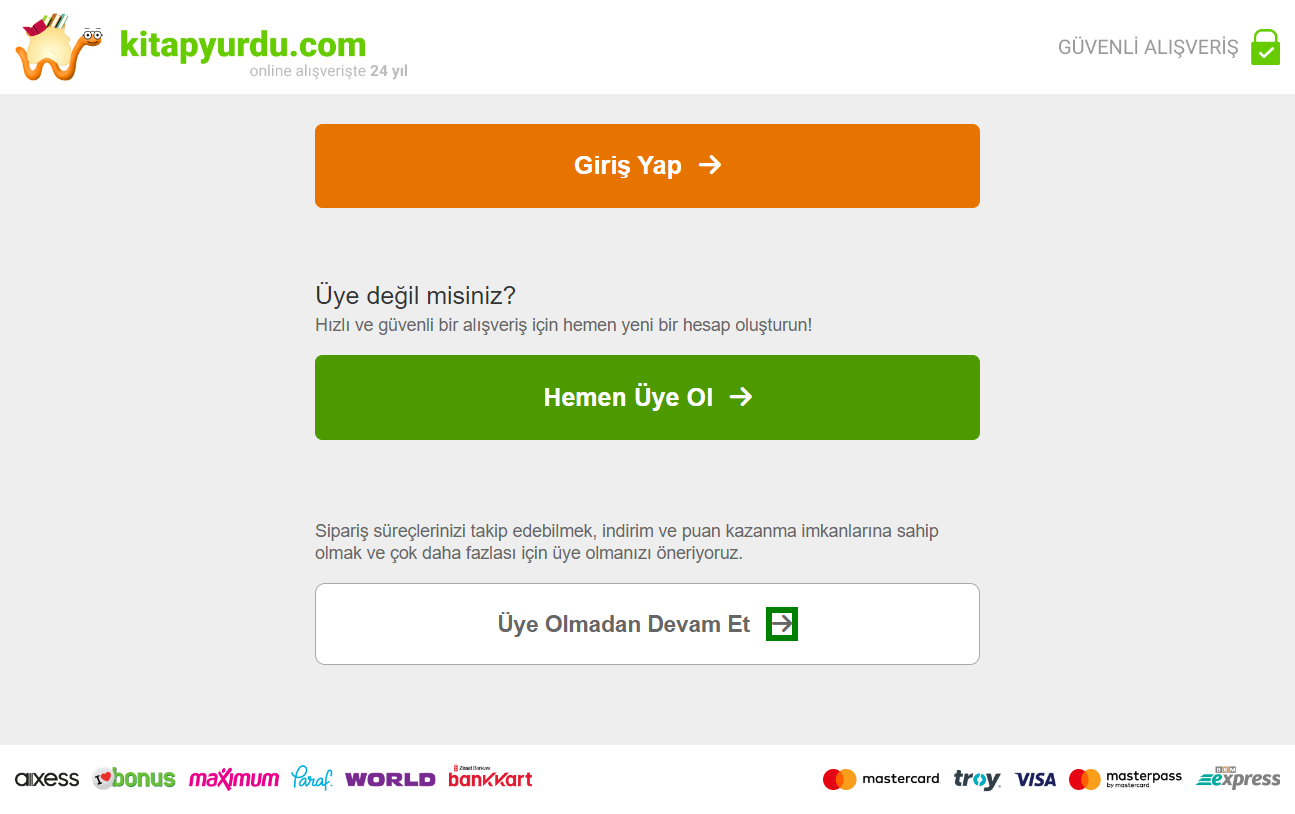 kitapyurdu.com
online alışverişte 24 yıl
GÜVENLİ ALIŞVERİŞ
Giriş Yap
Üye değil misiniz?
Hızlı ve güvenli bir alışveriş için hemen yeni bir hesap oluşturun!
Hemen Üye Ol
Sipariş süreçlerinizi takip edebilmek, indirim ve puan kazanma imkanlarına sahip
olmak ve çok daha fazlası için üye olmanızı öneriyoruz.
Üye Olmadan Devam Et
axess I bonus maximum Paraf. WORLD Ziraat Bankası bankkart mastercard troy VISA masterpass by mastercard. BKM express